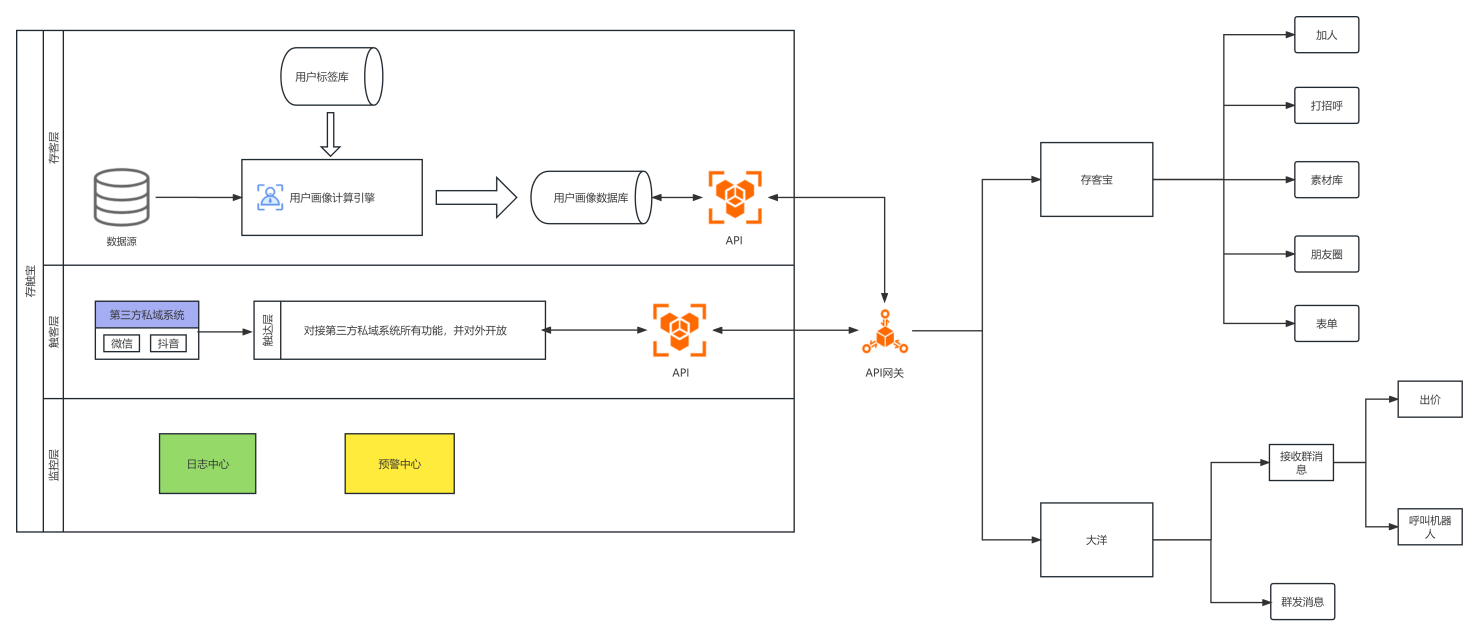 存触宝
存客层
用户标签库
数据源
用户画像计算引擎
用户画像数据库
API
触客层
第三方私域系统
微信
抖音
触达层
对接第三方私域系统所有功能，并对外开放
API
监控层
日志中心
预警中心
API网关
存客宝
加人
打招呼
素材库
朋友圈
表单
大洋
接收群消
息
出价
呼叫机器
人
群发消息